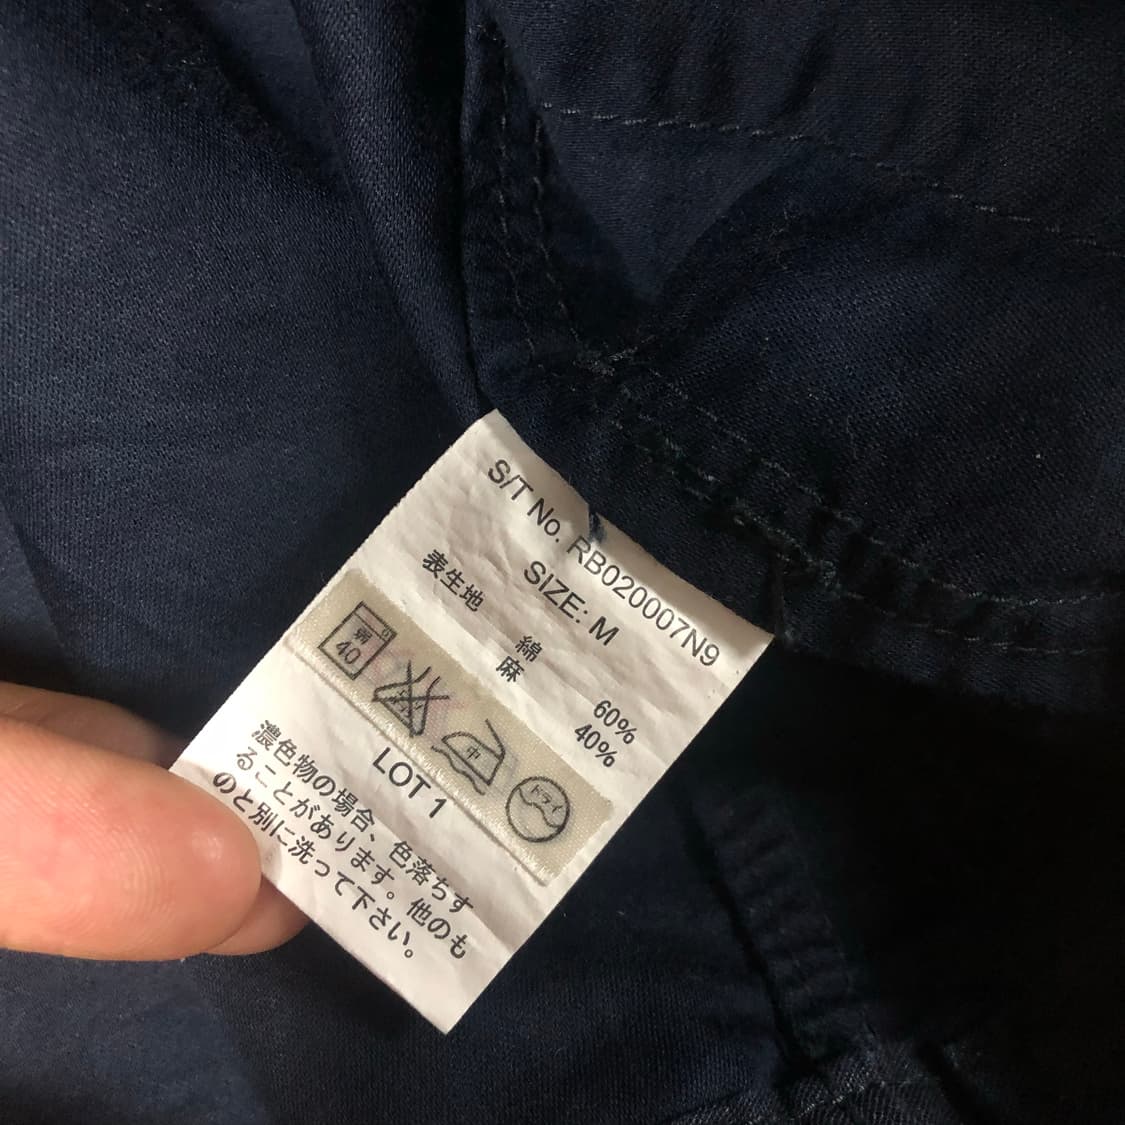 S/T No. RB020007N9
SIZE: M
表生地
綿 60%
麻 40%
弱
40
中
ドライ
LOT 1
濃色物の場合、色落ちす
ることがあります。他のも
のと別に洗って下さい。